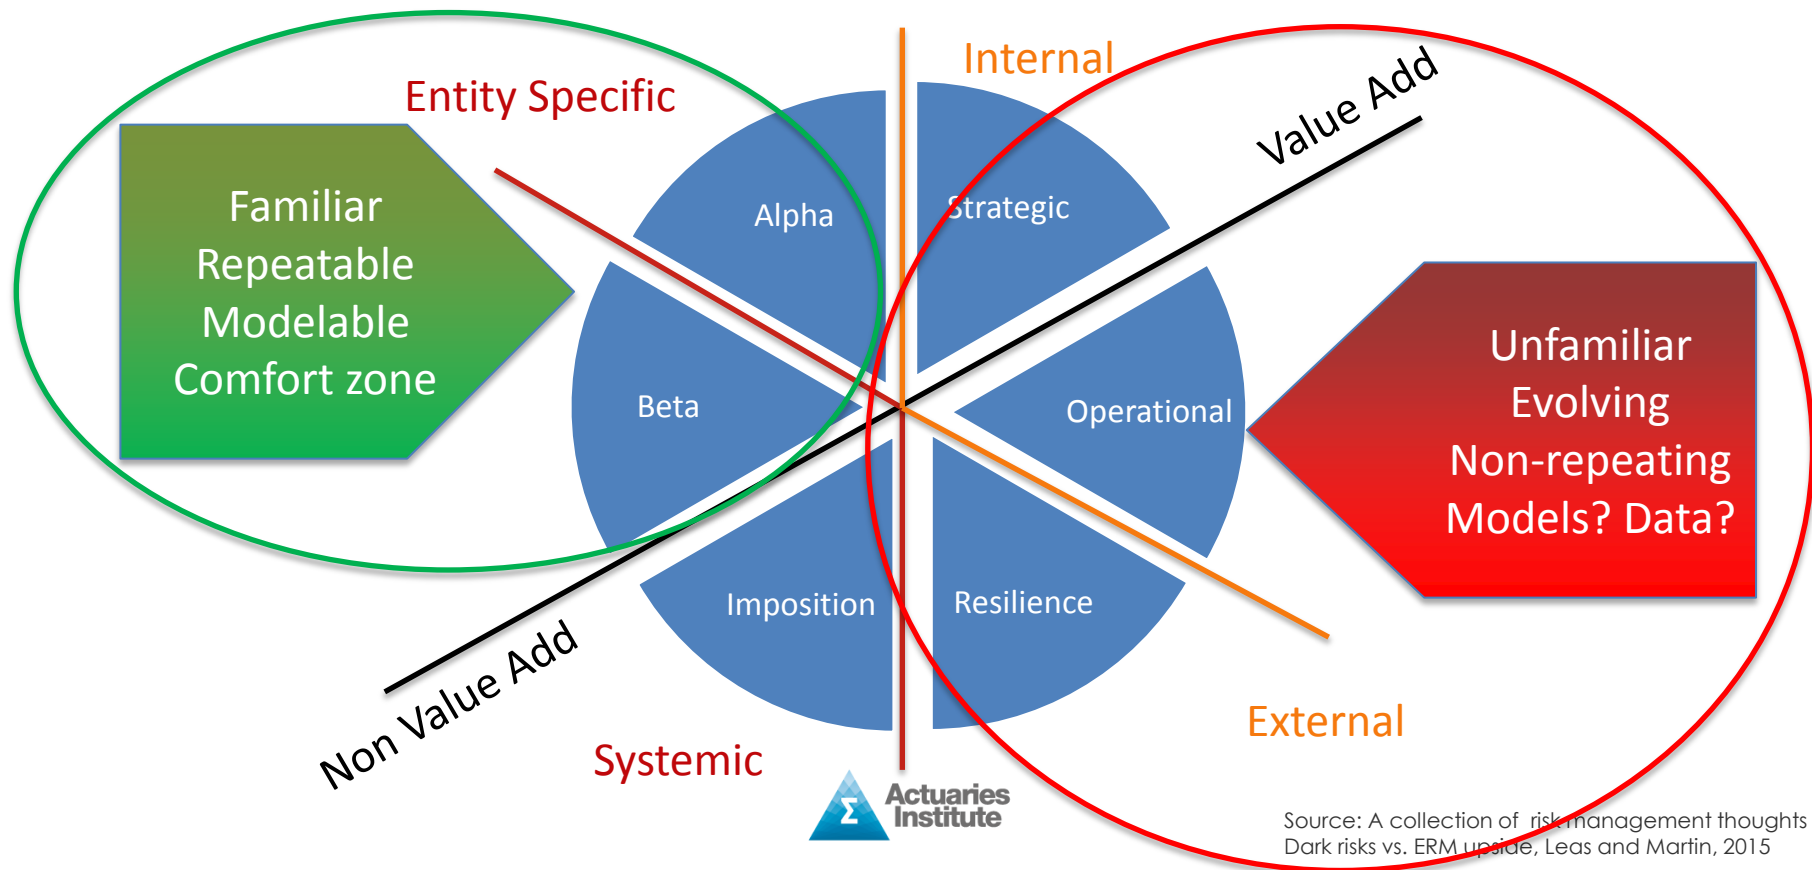 Internal
Entity Specific
Value Add
Familiar
Repeatable
Modelable
Comfort zone
Alpha
Strategic
Beta
Operational
Unfamiliar
Evolving
Non-repeating
Models? Data?
Imposition
Resilience
Non Value Add
Systemic
External
Σ
Actuaries
Institute
Source: A collection of risk management thoughts
Dark risks vs. ERM upside, Leas and Martin, 2015